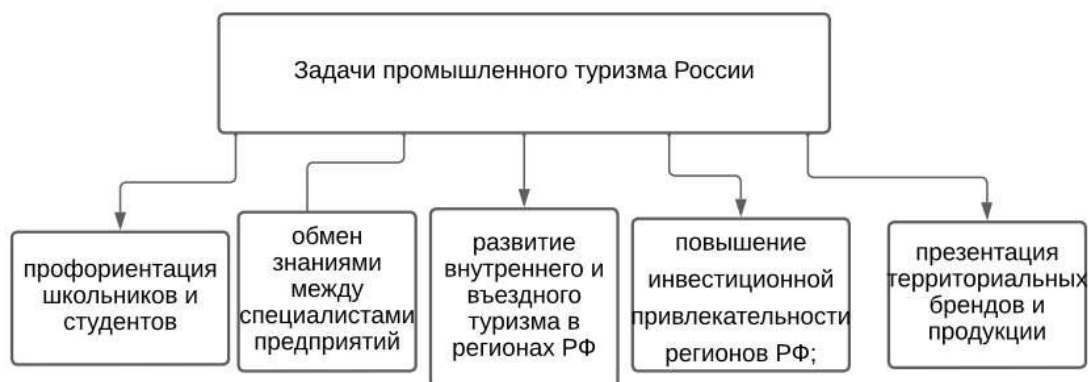 Задачи промышленного туризма России
профориентация
школьников и
студентов
обмен
знаниями
между
специалистами
предприятий
развитие
внутреннего и
въездного
туризма в
регионах РФ
повышение
инвестиционной
привлекательности
регионов РФ;
презентация
территориальных
брендов и
продукции